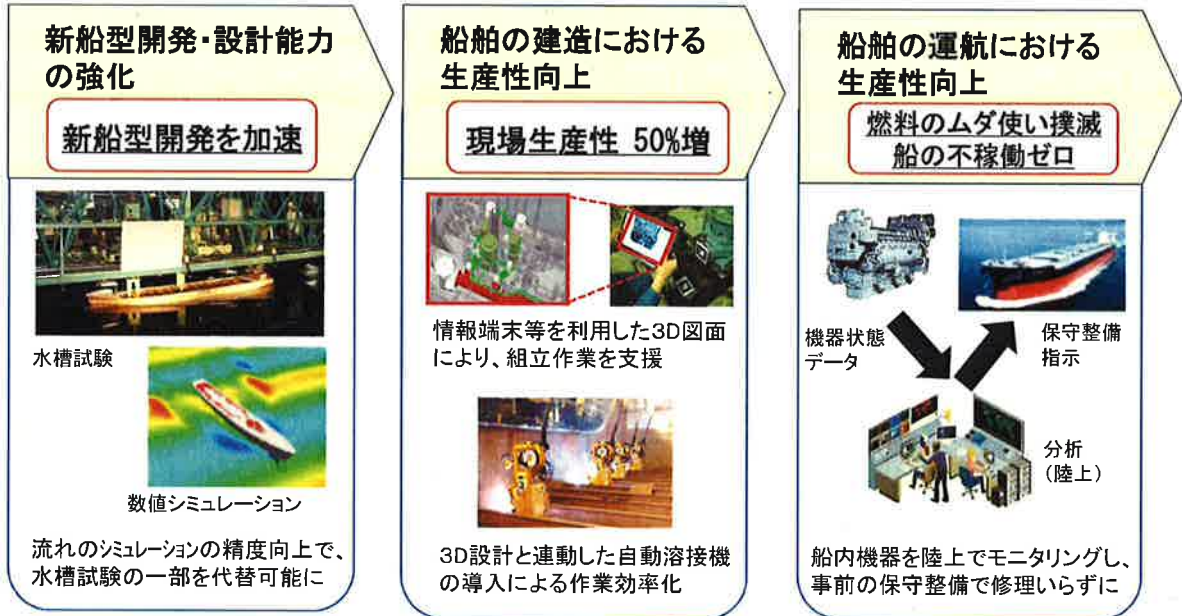 新船型開発・設計能力
の強化
新船型開発を加速
水槽試験
数値シミュレーション
流れのシミュレーションの精度向上で、
水槽試験の一部を代替可能に
船舶の建造における
生産性向上
現場生産性 50%増
情報端末等を利用した3D図面
により、組立作業を支援
3D設計と連動した自動溶接機
の導入による作業効率化
船舶の運航における
生産性向上
燃料のムダ使い撲滅
船の不稼働ゼロ
機器状態
データ
保守整備
指示
分析
（陸上）
船内機器を陸上でモニタリングし、
事前の保守整備で修理いらずに